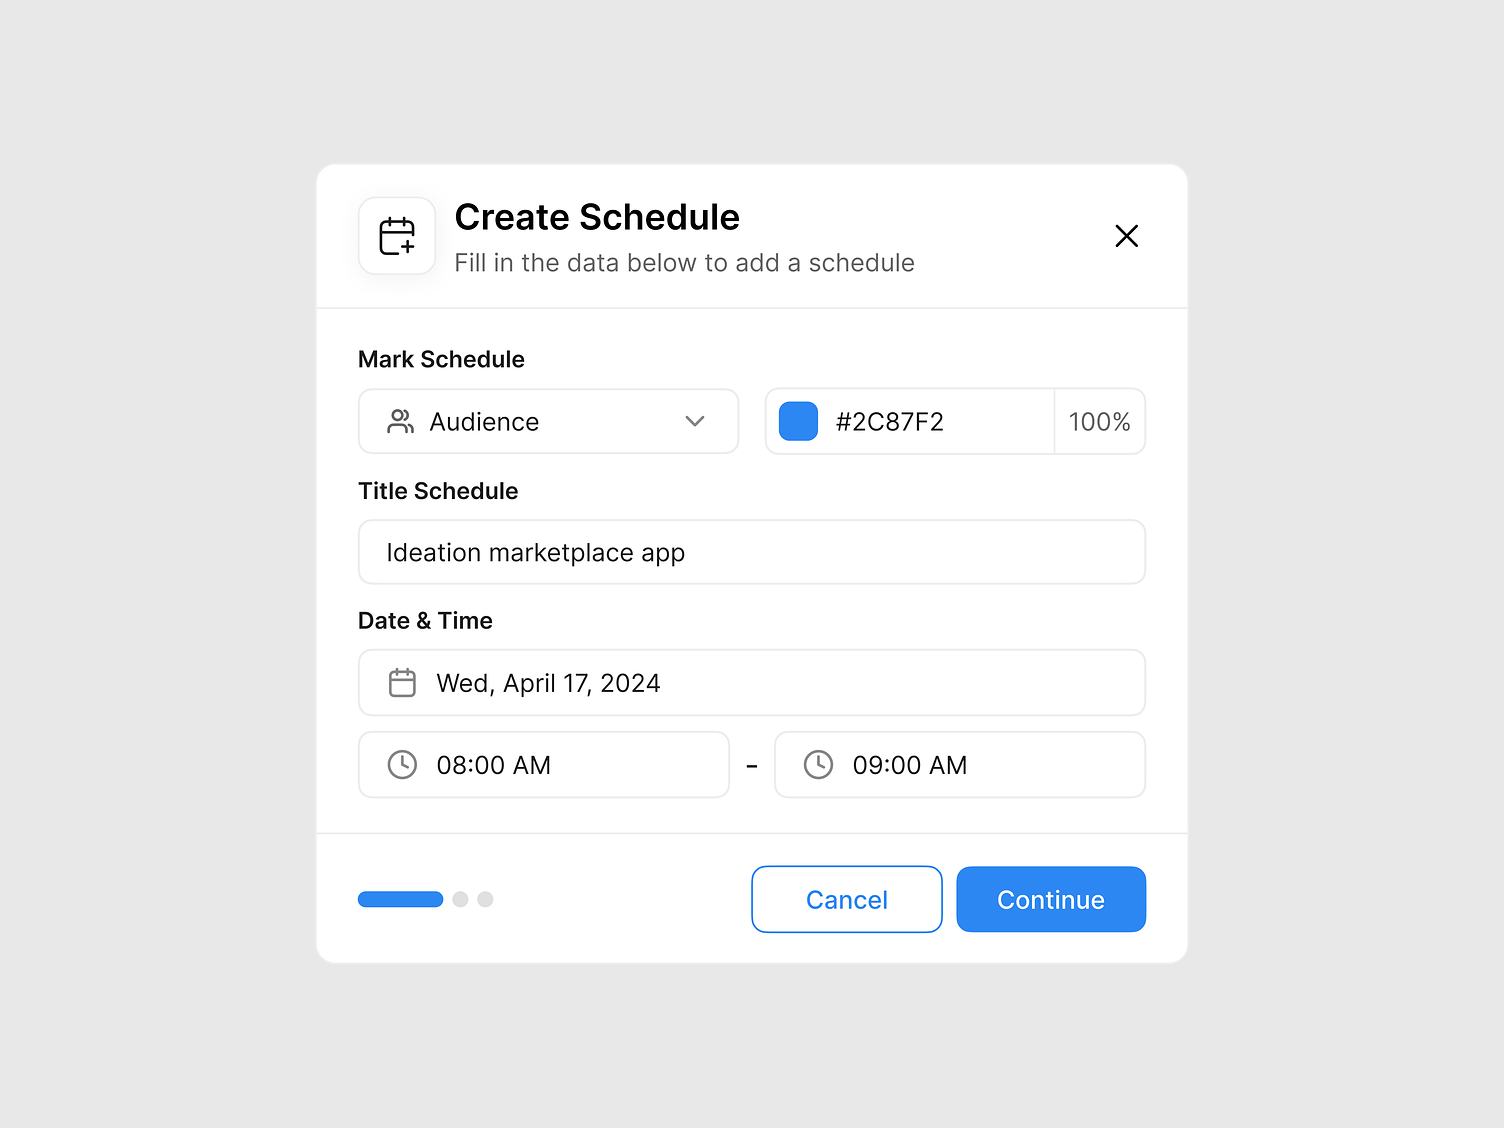 Create Schedule
Fill in the data below to add a schedule
Mark Schedule
Audience
#2C87F2
100%
Title Schedule
Ideation marketplace app
Date & Time
Wed, April 17, 2024
08:00 AM - 09:00 AM
Cancel
Continue